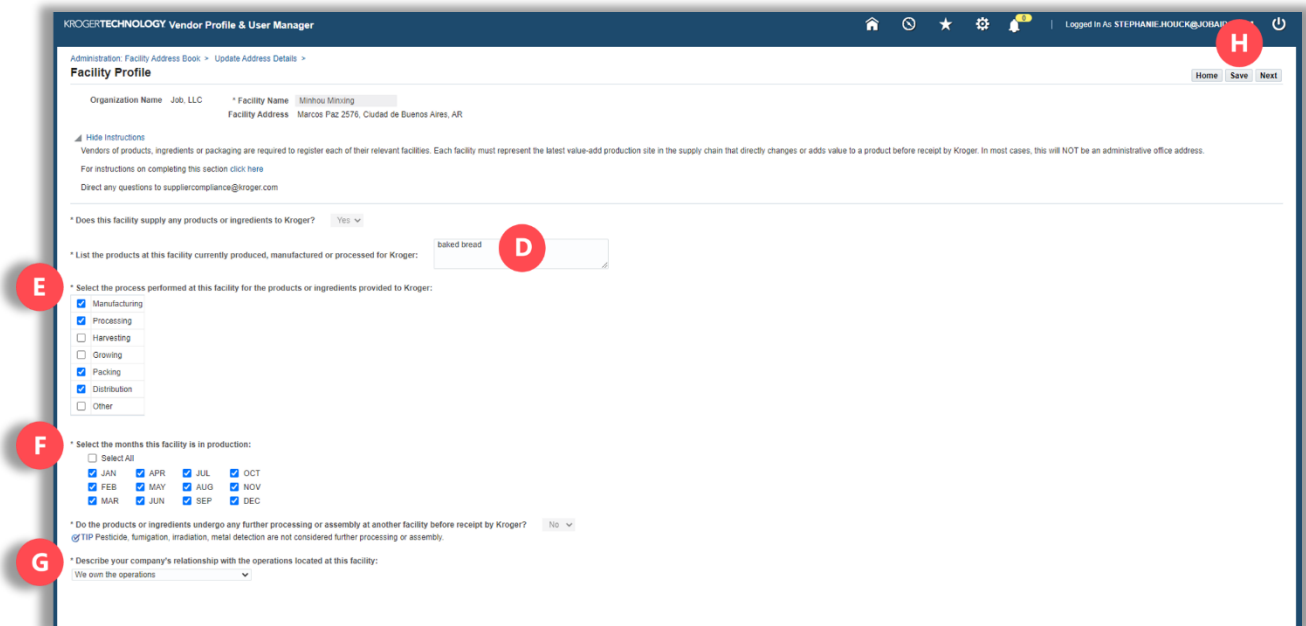 KROGERTECHNOLOGY Vendor Profile & User Manager
0
Logged In As STEPHANIE.HOUCK@JOBAID
H
Administration: Facility Address Book > Update Address Details >
Facility Profile
Home Save Next
Organization Name Job, LLC * Facility Name Minhou Minxing
Facility Address Marcos Paz 2576, Ciudad de Buenos Aires, AR
Hide Instructions
Vendors of products, ingredients or packaging are required to register each of their relevant facilities. Each facility must represent the latest value-add production site in the supply chain that directly changes or adds value to a product before receipt by Kroger. In most cases, this will NOT be an administrative office address.
For instructions on completing this section click here
Direct any questions to suppliercompliance@kroger.com
* Does this facility supply any products or ingredients to Kroger? Yes
* List the products at this facility currently produced, manufactured or processed for Kroger: baked bread D
E * Select the process performed at this facility for the products or ingredients provided to Kroger:
Manufacturing
Processing
Harvesting
Growing
Packing
Distribution
Other
F * Select the months this facility is in production:
Select All
JAN APR JUL OCT
FEB MAY AUG NOV
MAR JUN SEP DEC
* Do the products or ingredients undergo any further processing or assembly at another facility before receipt by Kroger? No
TIP Pesticide, fumigation, irradiation, metal detection are not considered further processing or assembly.
G * Describe your company's relationship with the operations located at this facility:
We own the operations